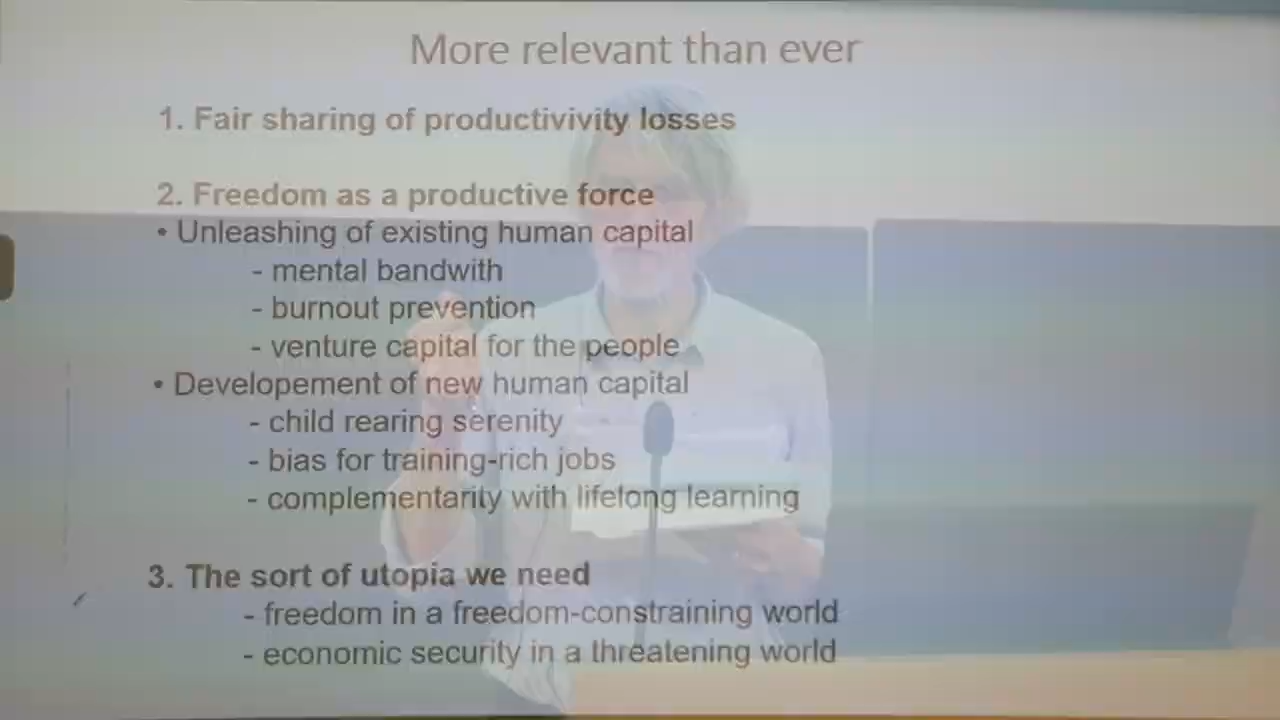 More relevant than ever
1. Fair sharing of productivivity losses
2. Freedom as a productive force
• Unleashing of existing human capital
- mental bandwith
- burnout prevention
- venture capital for the people
• Developement of new human capital
- child rearing serenity
- bias for training-rich jobs
- complementarity with lifelong learning
3. The sort of utopia we need
- freedom in a freedom-constraining world
- economic security in a threatening world